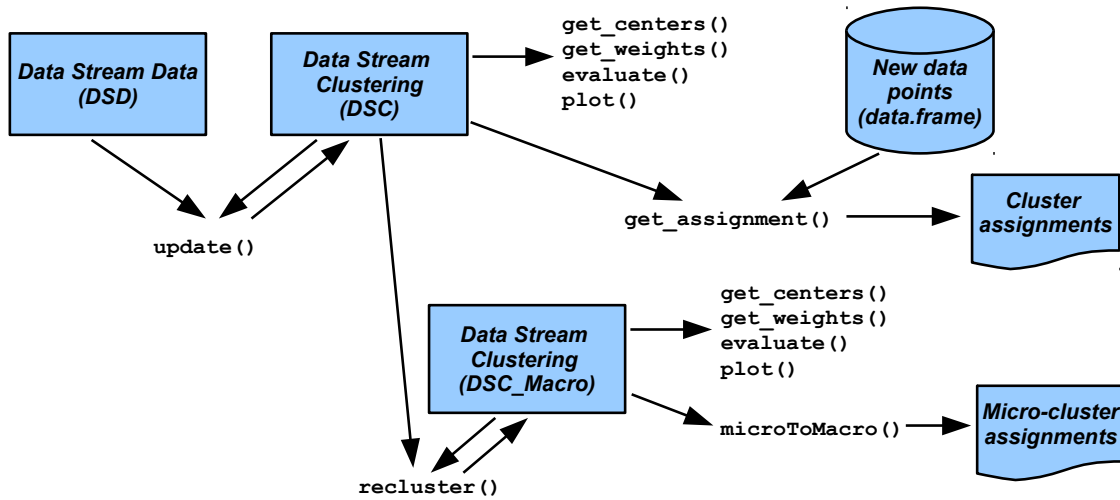 Data Stream Data
(DSD)
Data Stream
Clustering
(DSC)
get_centers()
get_weights()
evaluate()
plot()
New data
points
(data.frame)
update()
get_assignment()
Cluster
assignments
Data Stream
Clustering
(DSC_Macro)
get_centers()
get_weights()
evaluate()
plot()
microToMacro()
Micro-cluster
assignments
recluster()